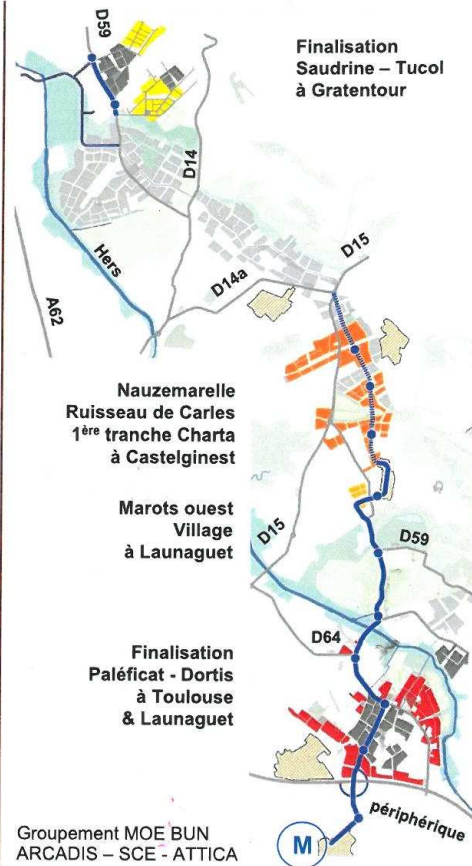 D59
Finalisation
Saudrine – Tucol
à Gratentour
D14
Hers
D15
D14a
A62
Nauzemarelle
Ruisseau de Carles
1ère tranche Charta
à Castelginest
Marots ouest
Village
à Launaguet
D15
D59
D64
Finalisation
Paléficat - Dortis
à Toulouse
& Launaguet
périphérique
M
Groupement MOE BUN
ARCADIS – SCE - ATTICA